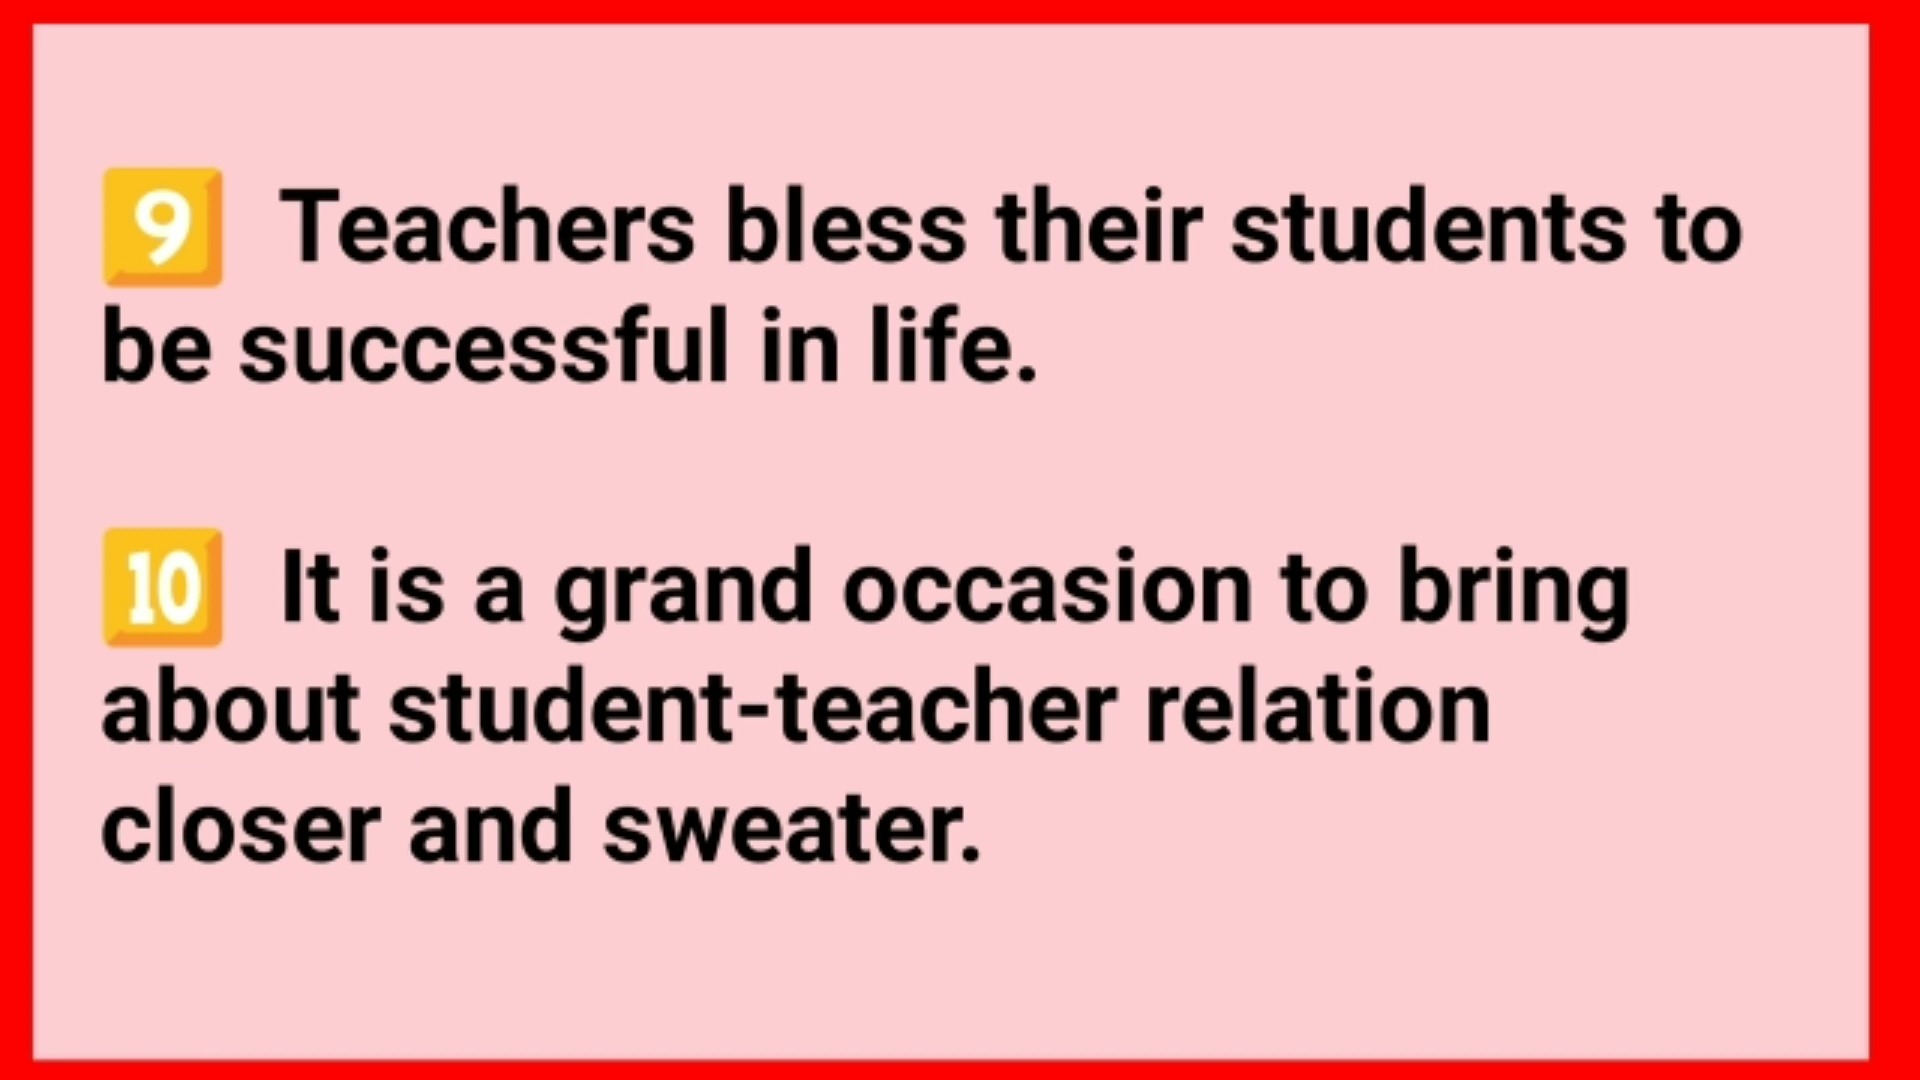 9 Teachers bless their students to
be successful in life.
10 It is a grand occasion to bring
about student-teacher relation
closer and sweater.